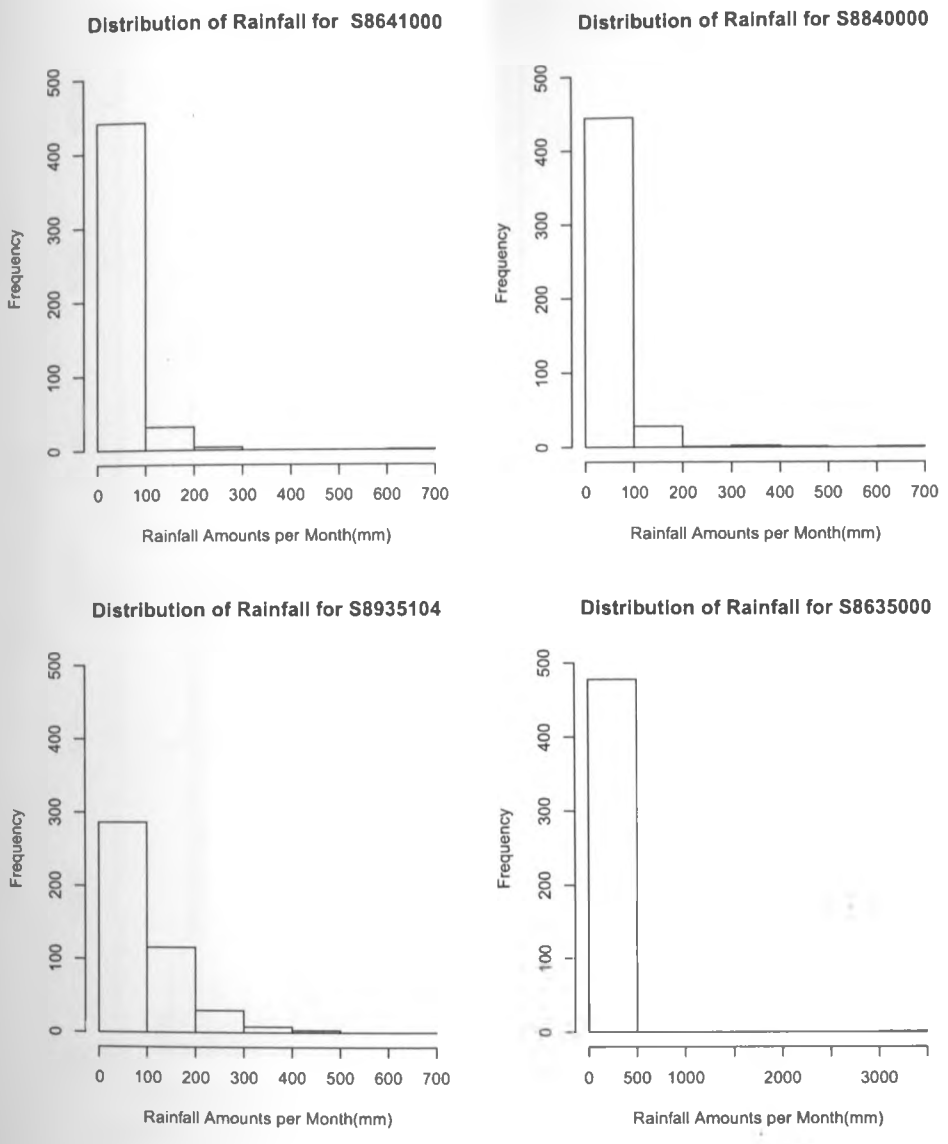 Distribution of Rainfall for S8641000
Frequency
500
400
300
200
100
0
0 100 200 300 400 500 600 700
Rainfall Amounts per Month(mm)
Distribution of Rainfall for S8840000
Frequency
500
400
300
200
100
0
0 100 200 300 400 500 600 700
Rainfall Amounts per Month(mm)
Distribution of Rainfall for S8935104
Frequency
500
400
300
200
100
0
0 100 200 300 400 500 600 700
Rainfall Amounts per Month(mm)
Distribution of Rainfall for S8635000
Frequency
500
400
300
200
100
0
0 500 1000 2000 3000
Rainfall Amounts per Month(mm)